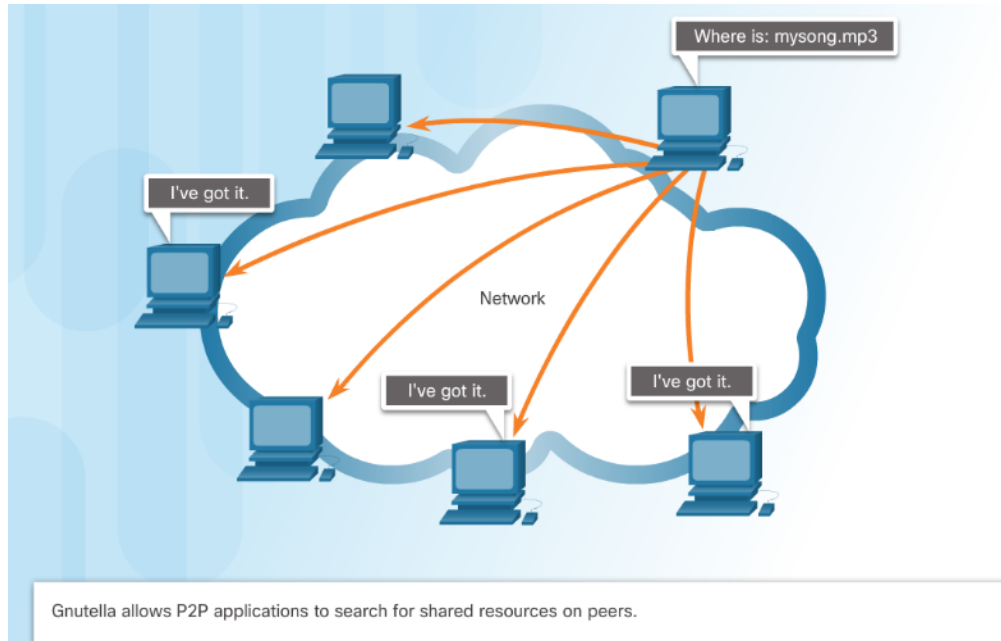 Where is: mysong.mp3
I've got it.
Network
I've got it.
I've got it.
Gnutella allows P2P applications to search for shared resources on peers.